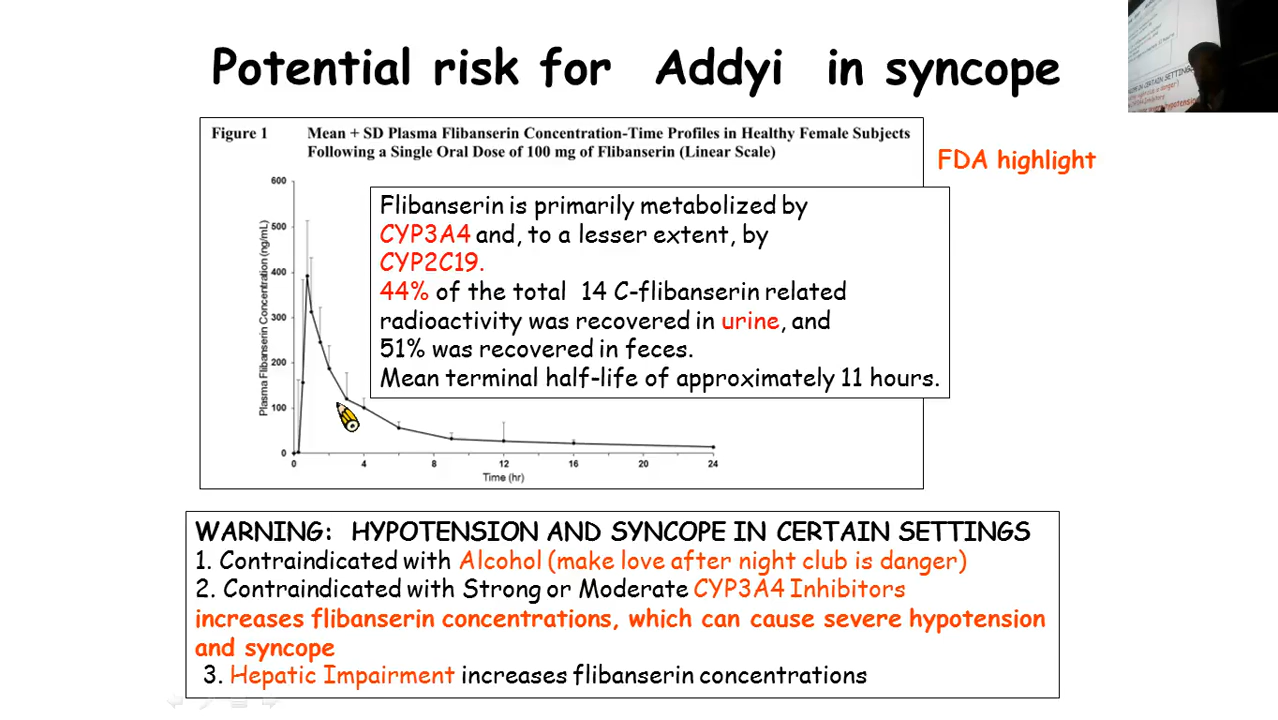 Potential risk for Addyi in syncope
Figure 1 Mean + SD Plasma Flibanserin Concentration-Time Profiles in Healthy Female Subjects
Following a Single Oral Dose of 100 mg of Flibanserin (Linear Scale)
FDA highlight
600
500
400
300
200
100
0
Plasma Flibanserin Concentration (ng/mL)
Flibanserin is primarily metabolized by
CYP3A4 and, to a lesser extent, by
CYP2C19.
44% of the total 14 C-flibanserin related
radioactivity was recovered in urine, and
51% was recovered in feces.
Mean terminal half-life of approximately 11 hours.
0 4 8 12 16 20 24
Time (hr)
WARNING: HYPOTENSION AND SYNCOPE IN CERTAIN SETTINGS
1. Contraindicated with Alcohol (make love after night club is danger)
2. Contraindicated with Strong or Moderate CYP3A4 Inhibitors
increases flibanserin concentrations, which can cause severe hypotension
and syncope
3. Hepatic Impairment increases flibanserin concentrations